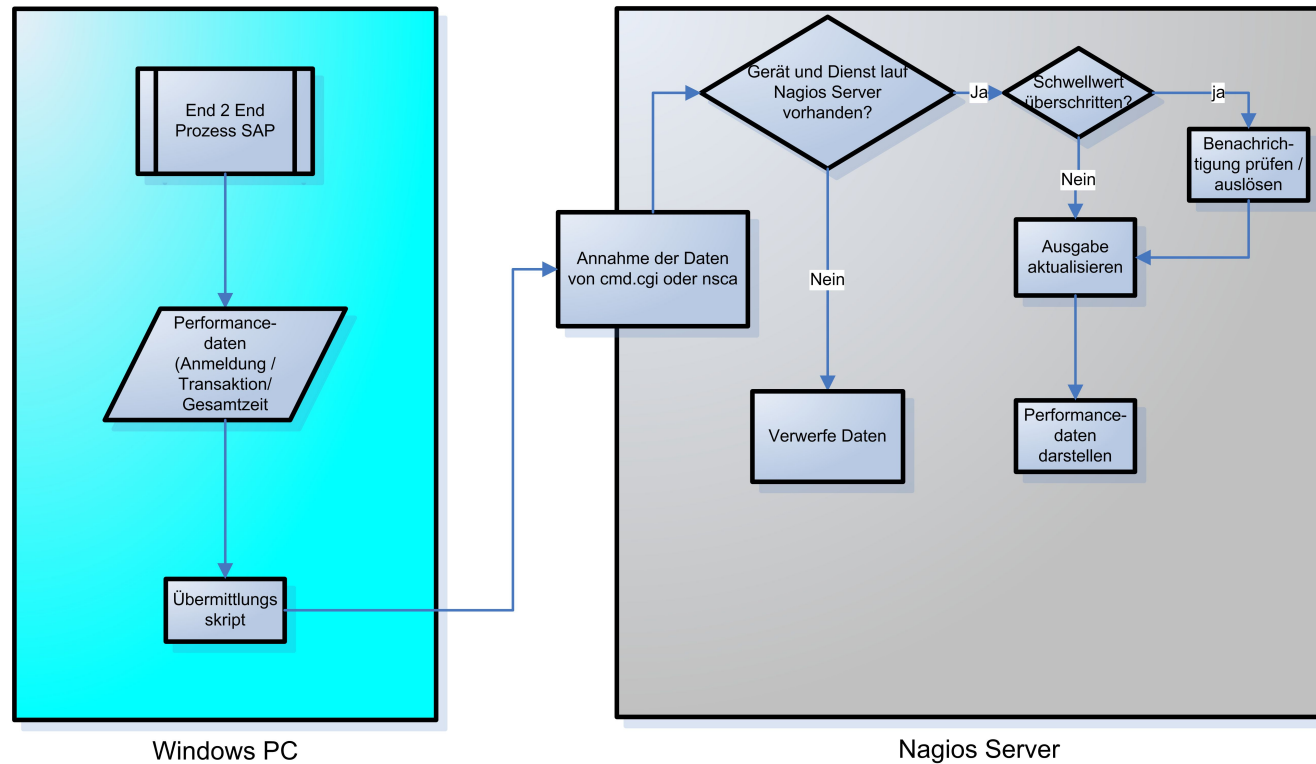 End 2 End
Prozess SAP
Performance-
daten
(Anmeldung /
Transaktion/
Gesamtzeit
Übermittlungs
skript
Windows PC
Annahme der Daten
von cmd.cgi oder nsca
Gerät und Dienst lauf
Nagios Server
vorhanden?
Ja
Nein
Verwerfe Daten
Schwellwert
überschritten?
ja
Nein
Benachrich-
tigung prüfen /
auslösen
Ausgabe
aktualisieren
Performance-
daten
darstellen
Nagios Server